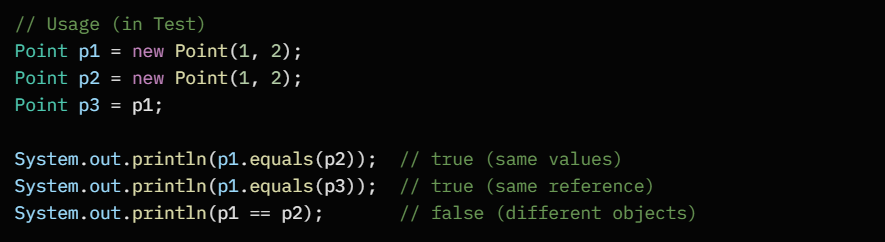 // Usage (in Test)
Point p1 = new Point(1, 2);
Point p2 = new Point(1, 2);
Point p3 = p1;
System.out.println(p1.equals(p2));  // true (same values)
System.out.println(p1.equals(p3));  // true (same reference)
System.out.println(p1 == p2);       // false (different objects)